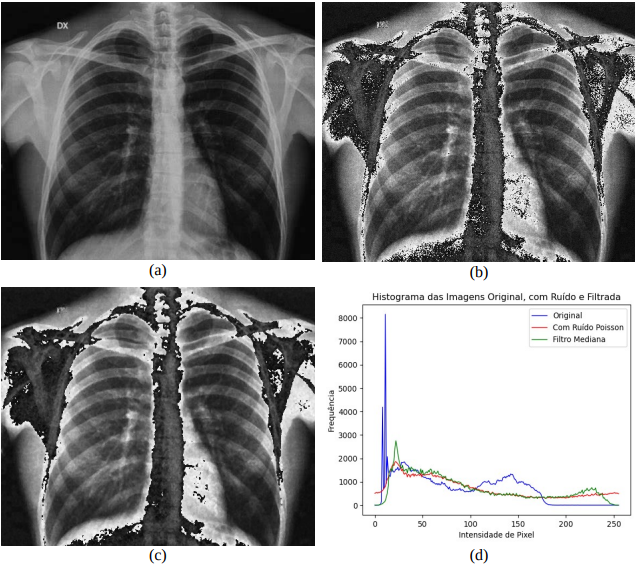 DX
(a)
(b)
(c)
Histograma das Imagens Original, com Ruído e Filtrada
Original
Com Ruído Poisson
Filtro Mediana
Frequência
8000
7000
6000
5000
4000
3000
2000
1000
0
0 50 100 150 200 250
Intensidade de Pixel
(d)